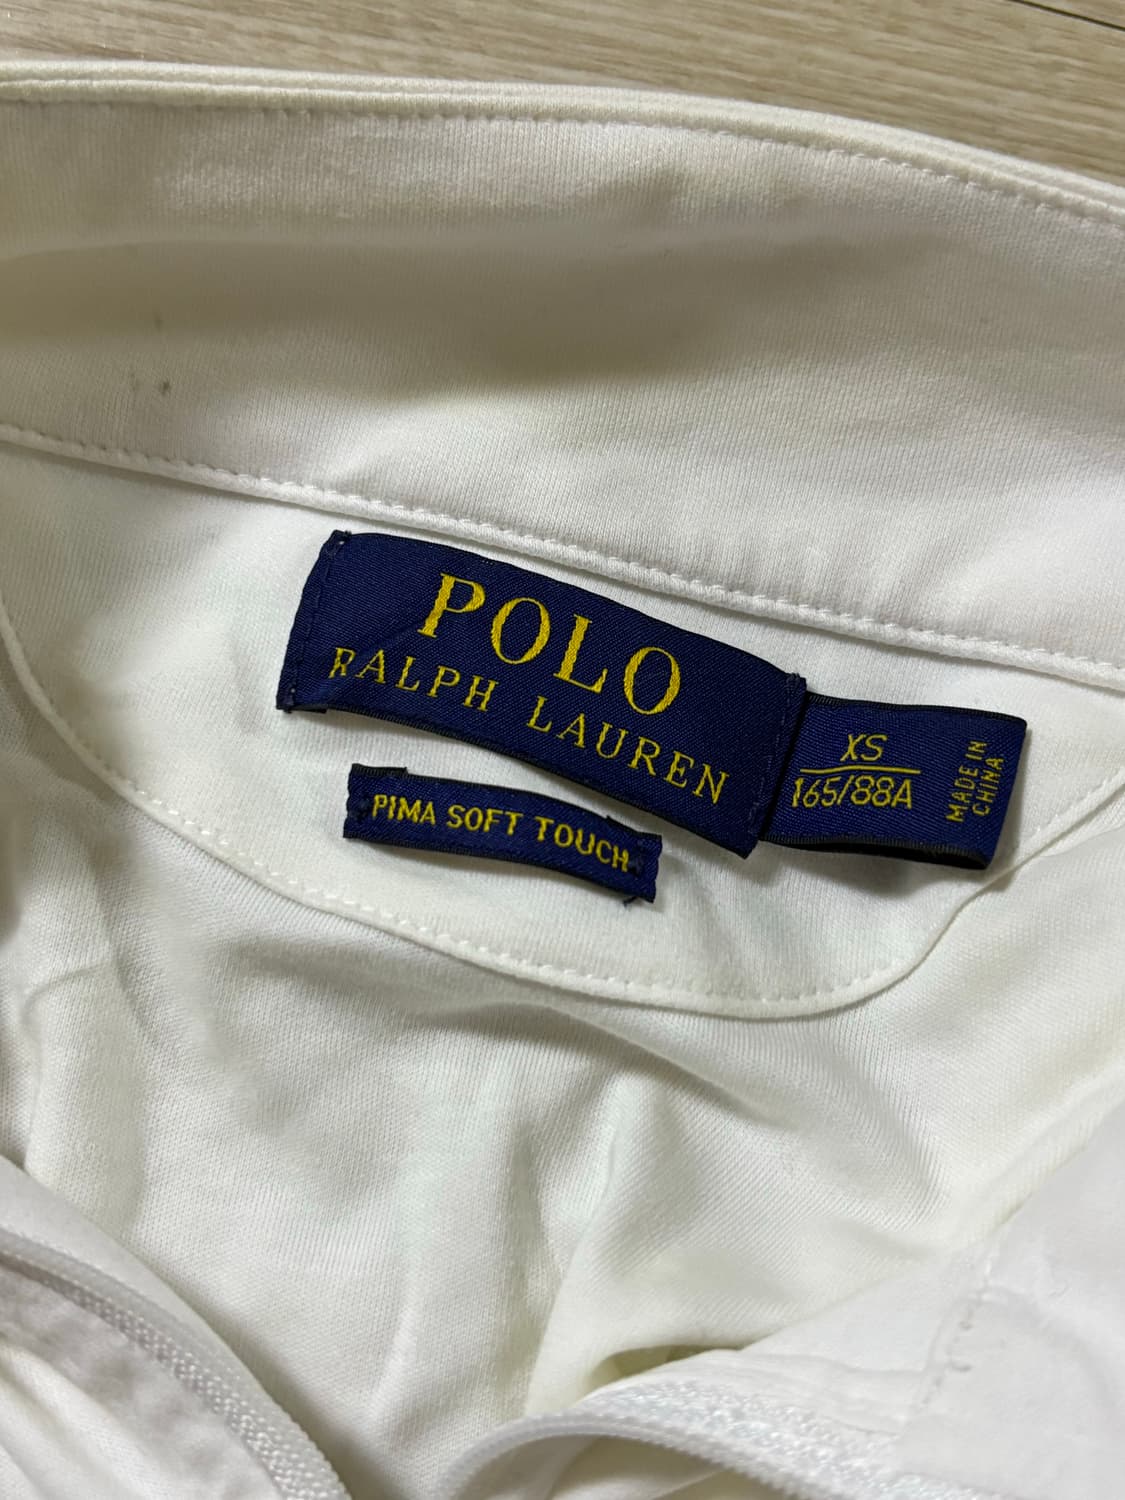 POLO
RALPH LAUREN
XS
165/88A
MADE IN
CHINA
PIMA SOFT TOUCH